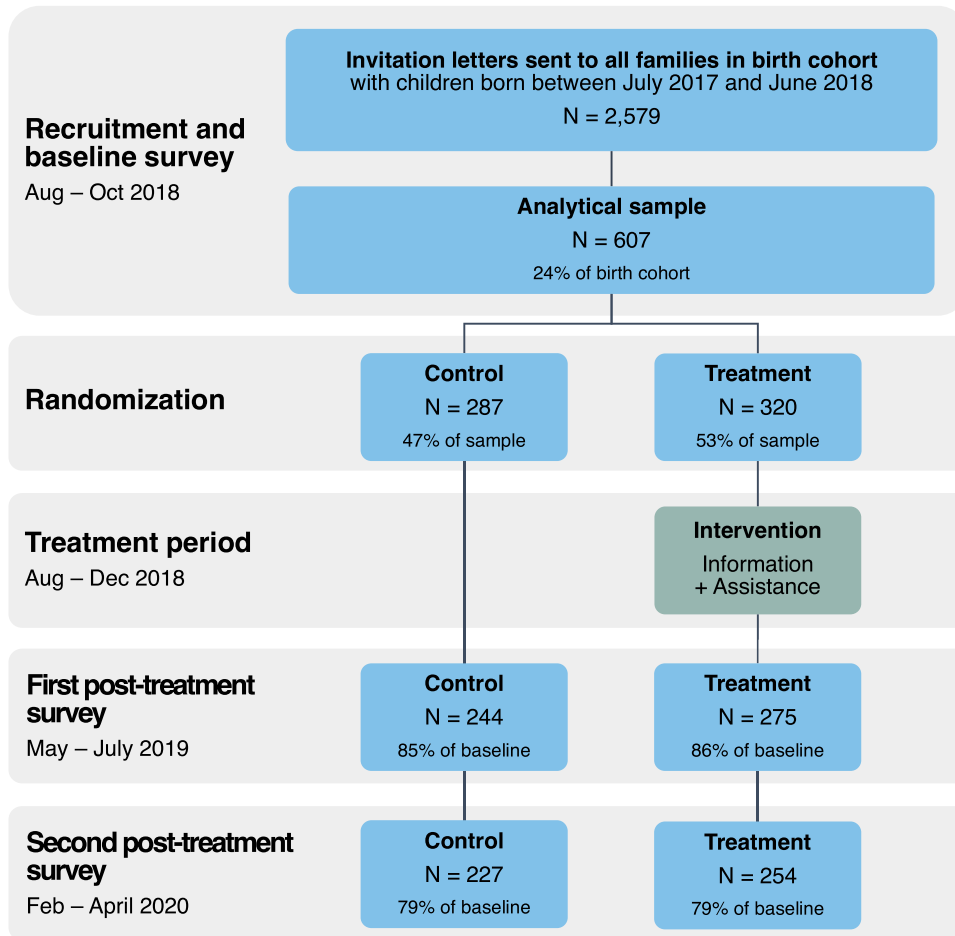 Recruitment and
baseline survey
Aug – Oct 2018
Invitation letters sent to all families in birth cohort
with children born between July 2017 and June 2018
N = 2,579
Analytical sample
N = 607
24% of birth cohort
Randomization
Control
N = 287
47% of sample
Treatment
N = 320
53% of sample
Treatment period
Aug – Dec 2018
Intervention
Information
+ Assistance
First post-treatment
survey
May – July 2019
Control
N = 244
85% of baseline
Treatment
N = 275
86% of baseline
Second post-treatment
survey
Feb – April 2020
Control
N = 227
79% of baseline
Treatment
N = 254
79% of baseline